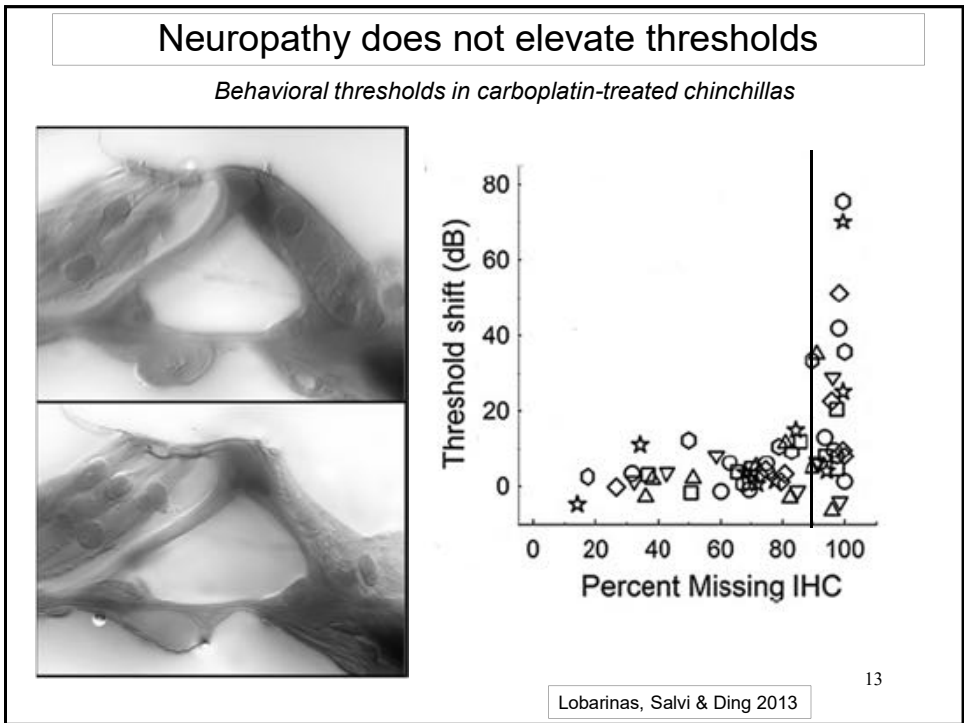 Neuropathy does not elevate thresholds
Behavioral thresholds in carboplatin-treated chinchillas
Threshold shift (dB)
80
60
40
20
0
0 20 40 60 80 100
Percent Missing IHC
Lobarinas, Salvi & Ding 2013
13